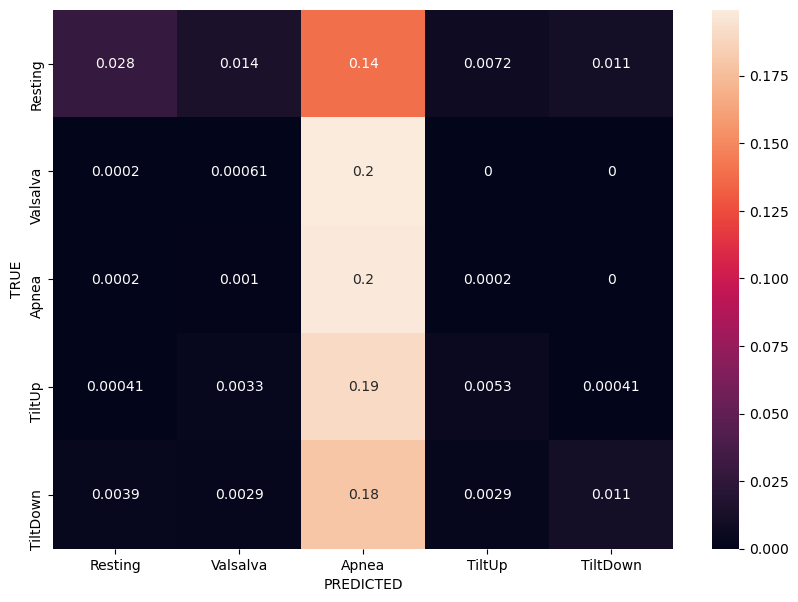 Resting 0.028 0.014 0.14 0.0072 0.011
Valsalva 0.0002 0.00061 0.2 0 0
Apnea 0.0002 0.001 0.2 0.0002 0
TiltUp 0.00041 0.0033 0.19 0.0053 0.00041
TiltDown 0.0039 0.0029 0.18 0.0029 0.011
TRUE
Resting Valsalva Apnea TiltUp TiltDown
PREDICTED
0.175
0.150
0.125
0.100
0.075
0.050
0.025
0.000